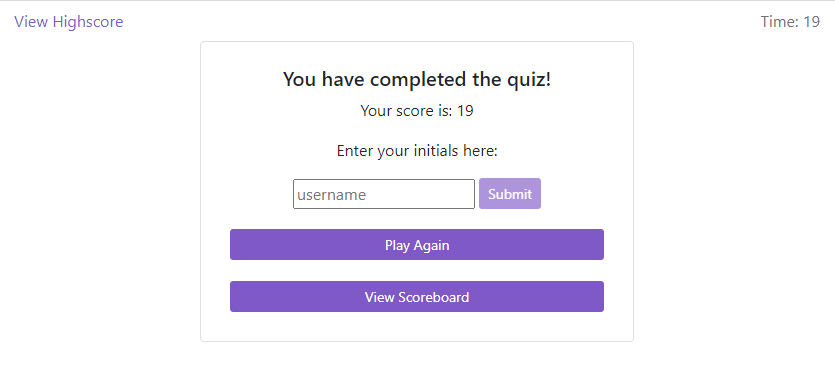 View Highscore
Time: 19
You have completed the quiz!
Your score is: 19
Enter your initials here:
username Submit
Play Again
View Scoreboard